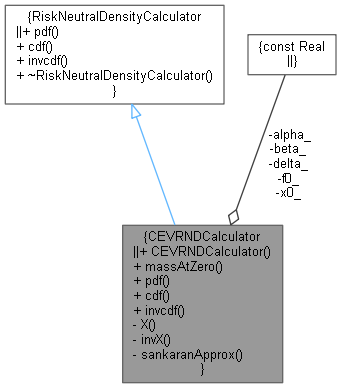 {RiskNeutralDensityCalculator
||+ pdf()
+ cdf()
+ invcdf()
+ ~RiskNeutralDensityCalculator()
}
{const Real
||}
-alpha_
-beta_
-delta_
-f0_
-x0_
{CEVRNDCalculator
||+ CEVRNDCalculator()
+ massAtZero()
+ pdf()
+ cdf()
+ invcdf()
- X()
- invX()
- sankaranApprox()
}